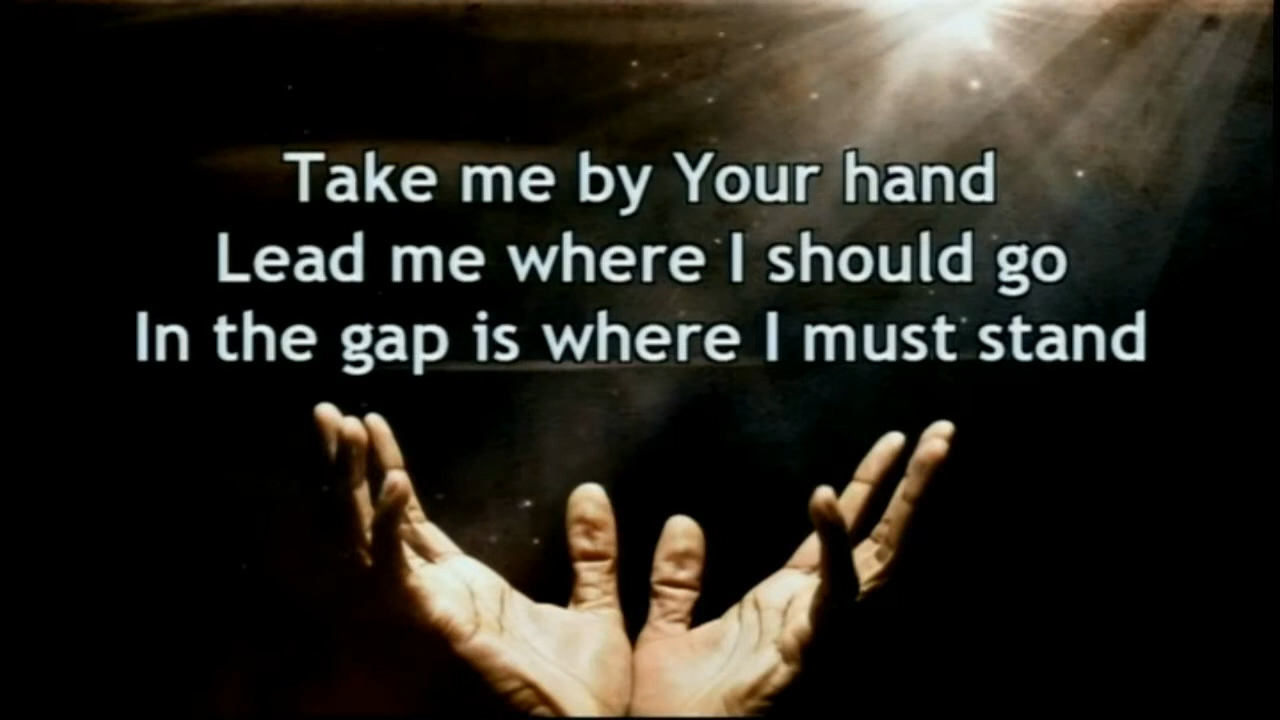 Take me by Your hand
Lead me where I should go
In the gap is where I must stand